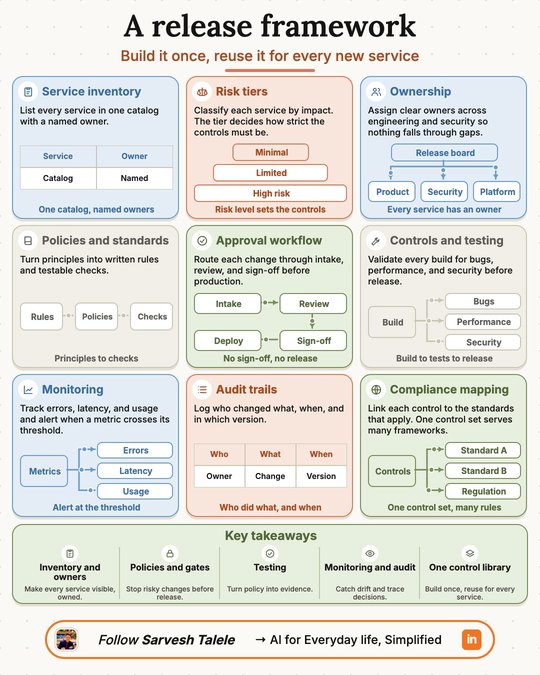 A release framework
Build it once, reuse it for every new service
Service inventory
List every service in one catalog
with a named owner.
Service Owner
Catalog Named
One catalog, named owners
Risk tiers
Classify each service by impact.
The tier decides how strict the
controls must be.
Minimal
Limited
High risk
Risk level sets the controls
Ownership
Assign clear owners across
engineering and security so
nothing falls through gaps.
Release board
Product Security Platform
Every service has an owner
Policies and standards
Turn principles into written rules
and testable checks.
Rules Policies Checks
Principles to checks
Approval workflow
Route each change through intake,
review, and sign-off before
production.
Intake Review
Deploy Sign-off
No sign-off, no release
Controls and testing
Validate every build for bugs,
performance, and security before
release.
Build
Bugs
Performance
Security
Build to tests to release
Monitoring
Track errors, latency, and usage
and alert when a metric crosses its
threshold.
Metrics
Errors
Latency
Usage
Alert at the threshold
Audit trails
Log who changed what, when, and
in which version.
Who What When
Owner Change Version
Who did what, and when
Compliance mapping
Link each control to the standards
that apply. One control set serves
many frameworks.
Controls
Standard A
Standard B
Regulation
One control set, many rules
Key takeaways
Inventory and
owners
Make every service visible,
owned.
Policies and gates
Stop risky changes before
release.
Testing
Turn policy into evidence.
Monitoring and audit
Catch drift and trace
decisions.
One control library
Build once, reuse for every
service.
Follow Sarvesh Talele → AI for Everyday life, Simplified in